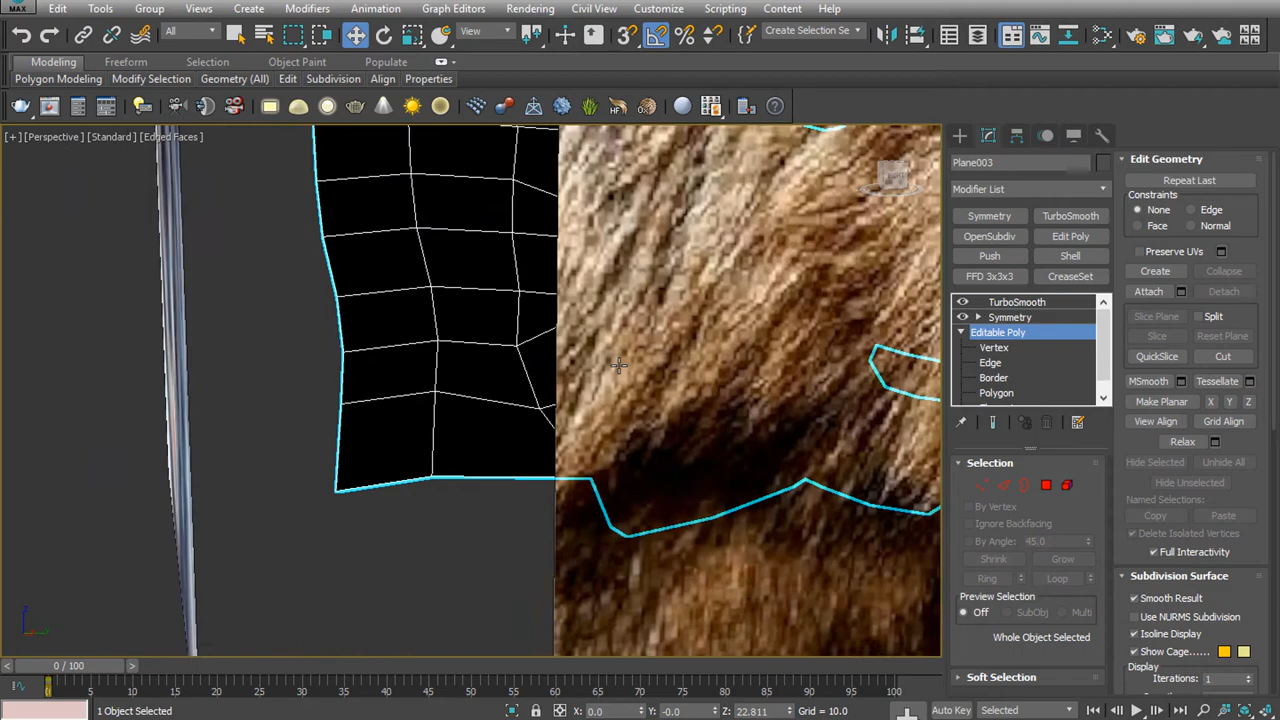 Edit Tools Group Views Create Modifiers Animation Graph Editors Rendering Civil View Customize Scripting Content Help
MAX
All View Create Selection Se
Modeling Freeform Selection Object Paint Populate
Polygon Modeling Modify Selection Geometry (All) Edit Subdivision Align Properties
[+] [Perspective] [Standard] [Edged Faces]
Plane003
Modifier List
Symmetry TurboSmooth
OpenSubdiv Edit Poly
Push Shell
FFD 3x3x3 CreaseSet
TurboSmooth
Symmetry
Editable Poly
Vertex
Edge
Border
Polygon
Selection
By Vertex
Ignore Backfacing
By Angle: 45.0
Shrink Grow
Ring Loop
Preview Selection
Off SubObj Multi
Whole Object Selected
Soft Selection
Edit Geometry
Repeat Last
Constraints
None Edge
Face Normal
Preserve UVs
Create Collapse
Attach Detach
Slice Plane Split
Slice Reset Plane
QuickSlice Cut
MSmooth Tessellate
Make Planar X Y Z
View Align Grid Align
Relax
Hide Selected Unhide All
Hide Unselected
Named Selections:
Copy Paste
Delete Isolated Vertices
Full Interactivity
Subdivision Surface
Smooth Result
Use NURMS Subdivision
Isoline Display
Show Cage......
Display
Iterations: 1
0 / 100
0 5 10 15 20 25 30 35 40 45 50 55 60 65 70 75 80 85 90 95 100
1 Object Selected X: 0.0 Y: -0.0 Z: 22.811 Grid = 10.0 Auto Key Selected